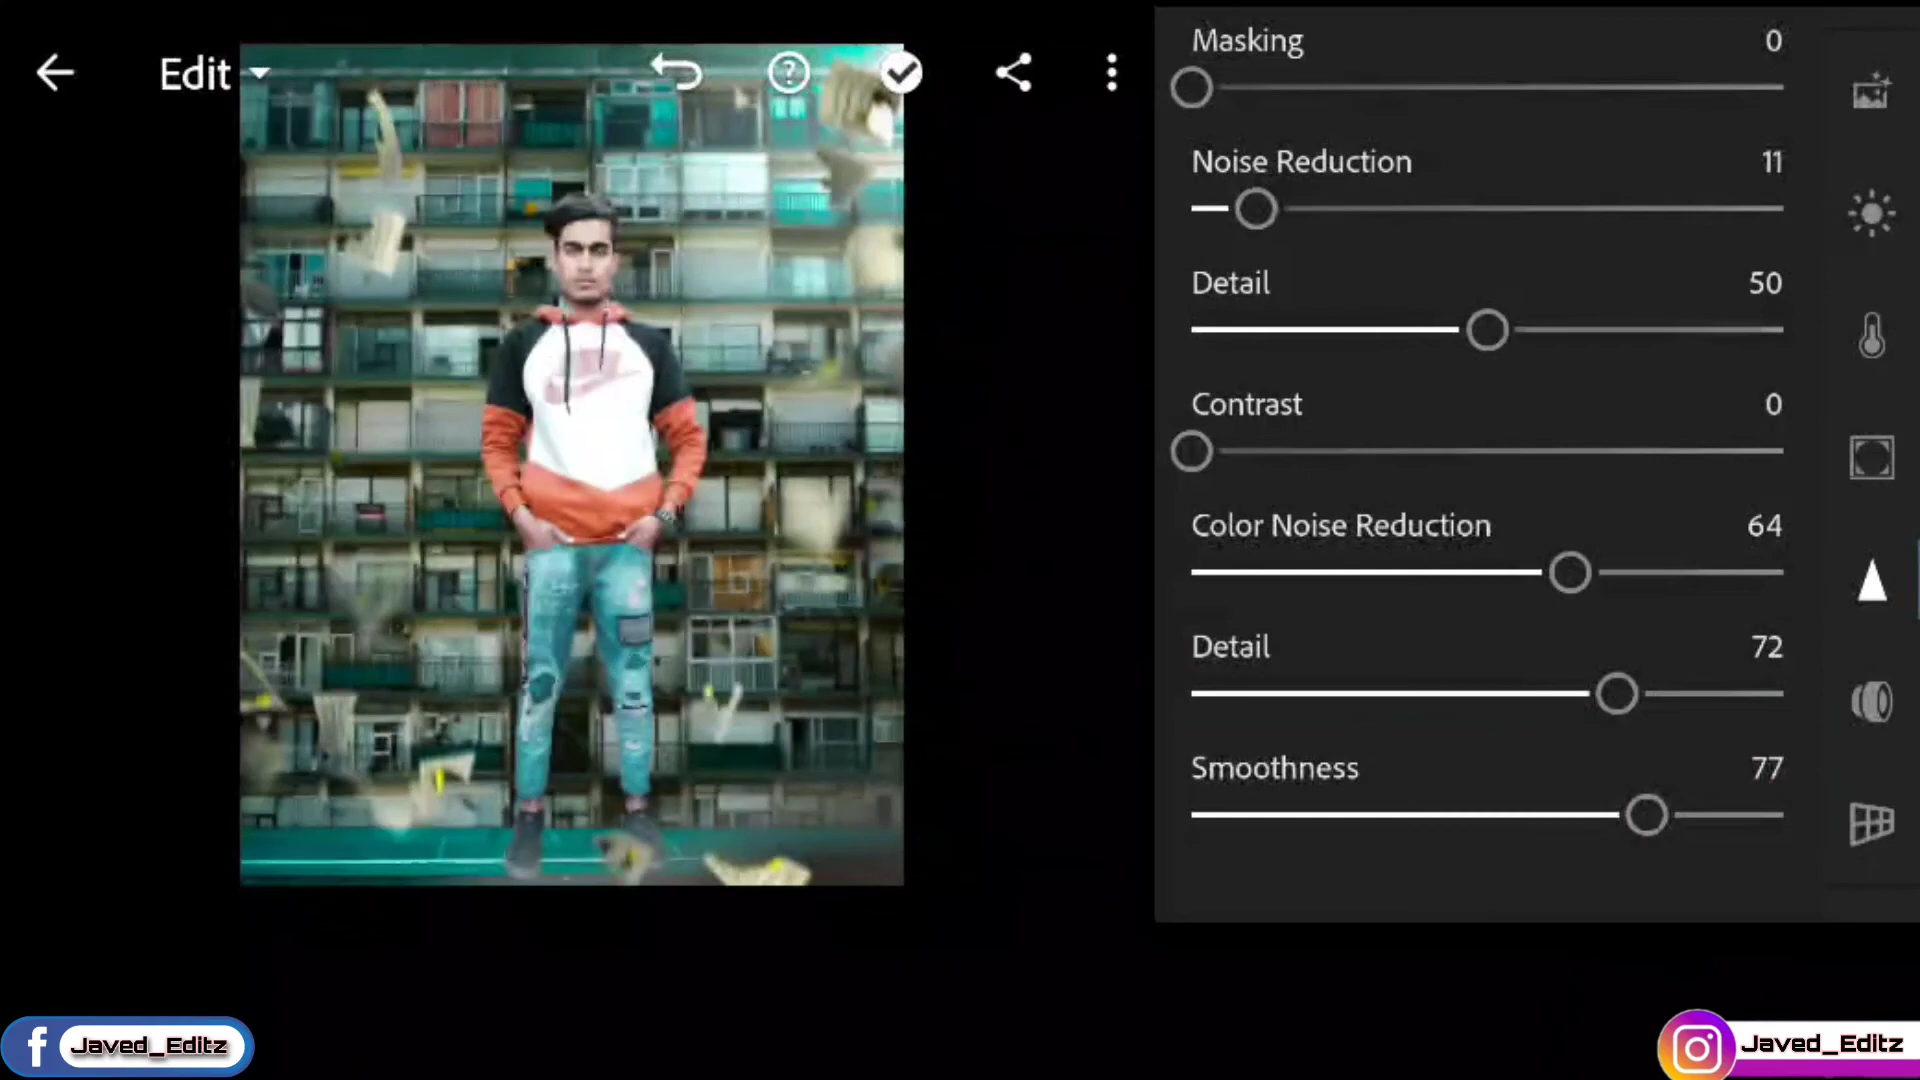 Edit
Masking 0
Noise Reduction 11
Detail 50
Contrast 0
Color Noise Reduction 64
Detail 72
Smoothness 77
Javed_Editz
Javed_Editz